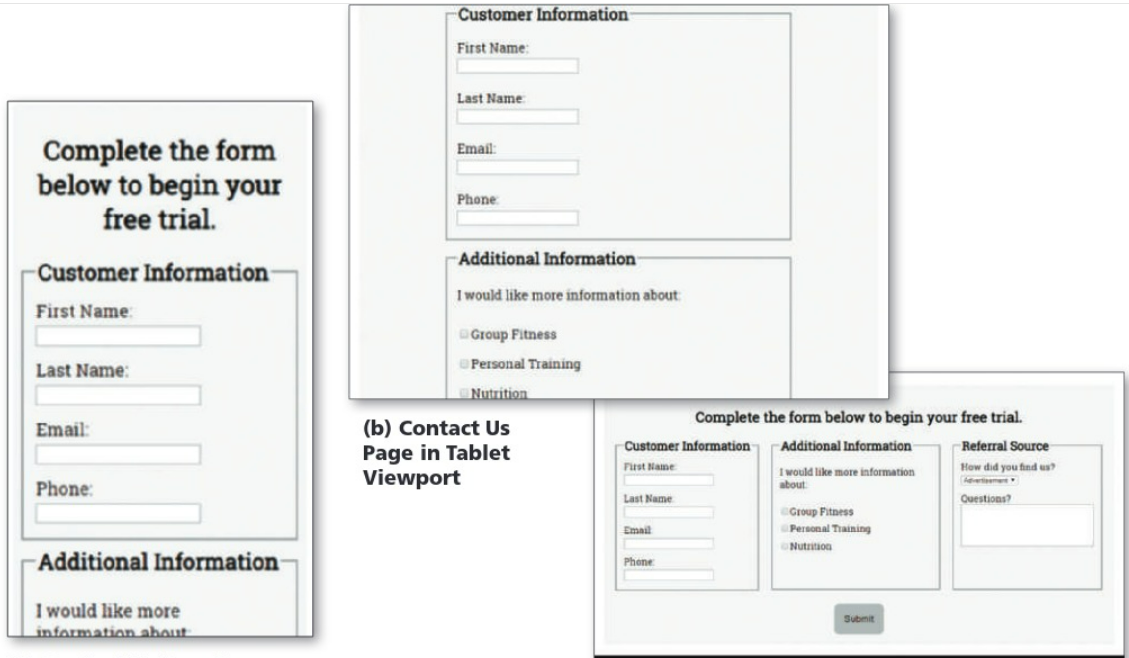 Complete the form
below to begin your
free trial.
Customer Information
First Name:
Last Name:
Email:
Phone:
Additional Information
I would like more
information about:
Customer Information
First Name:
Last Name:
Email:
Phone:
Additional Information
I would like more information about:
Group Fitness
Personal Training
Nutrition
(b) Contact Us
Page in Tablet
Viewport
Complete the form below to begin your free trial.
Customer Information
First Name:
Last Name:
Email:
Phone:
Additional Information
I would like more information
about:
Group Fitness
Personal Training
Nutrition
Referral Source
How did you find us?
Advertisement
Questions?
Submit